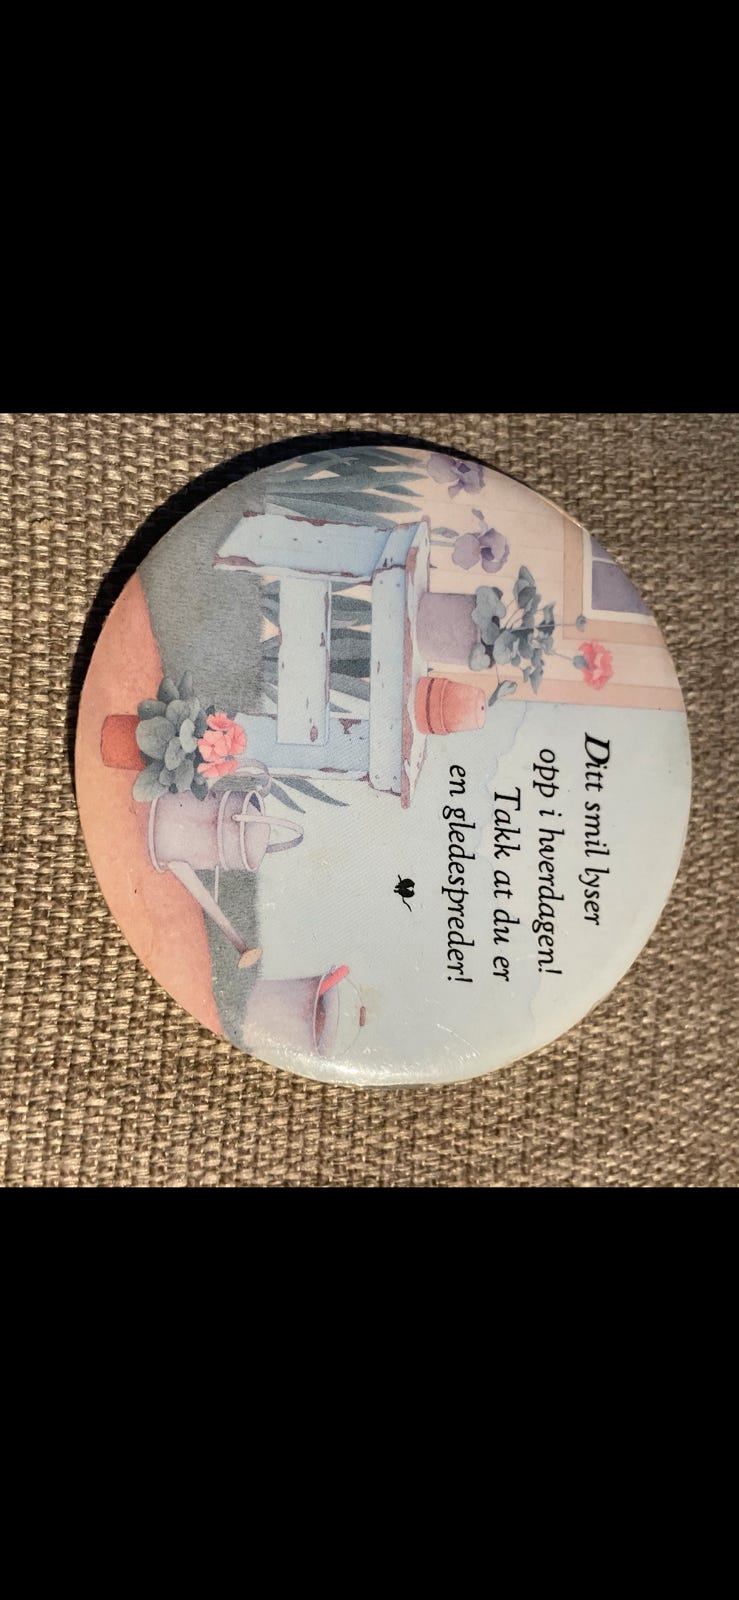 Ditt smil lyser
opp i hverdagen!
Takk at du er
en gledespreder!